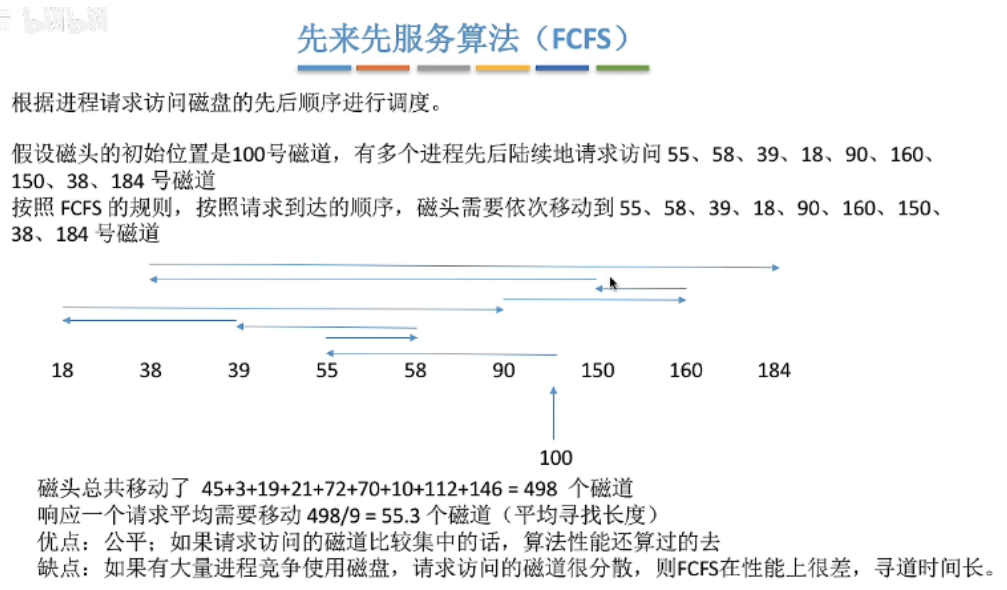 bilibili
先来先服务算法（FCFS）
根据进程请求访问磁盘的先后顺序进行调度。
假设磁头的初始位置是100号磁道，有多个进程先后陆续地请求访问 55、58、39、18、90、160、
150、38、184 号磁道
按照 FCFS 的规则，按照请求到达的顺序，磁头需要依次移动到 55、58、39、18、90、160、150、
38、184 号磁道
18 38 39 55 58 90 150 160 184
100
磁头总共移动了 45+3+19+21+72+70+10+112+146 = 498 个磁道
响应一个请求平均需要移动 498/9 = 55.3 个磁道（平均寻找长度）
优点：公平；如果请求访问的磁道比较集中的话，算法性能还算过的去
缺点：如果有大量进程竞争使用磁盘，请求访问的磁道很分散，则FCFS在性能上很差，寻道时间长。